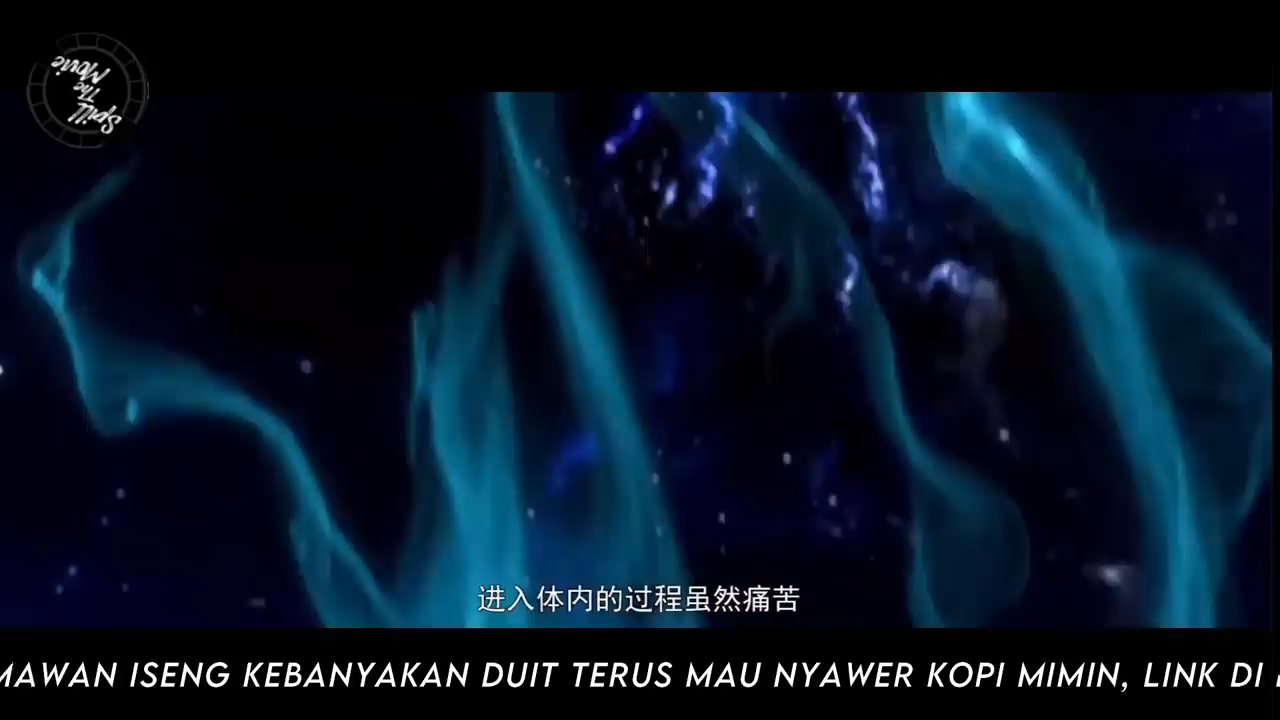 Spill
The
Movie
进入体内的过程虽然痛苦
MAWAN ISENG KEBANYAKAN DUIT TERUS MAU NYAWER KOPI MIMIN, LINK DI